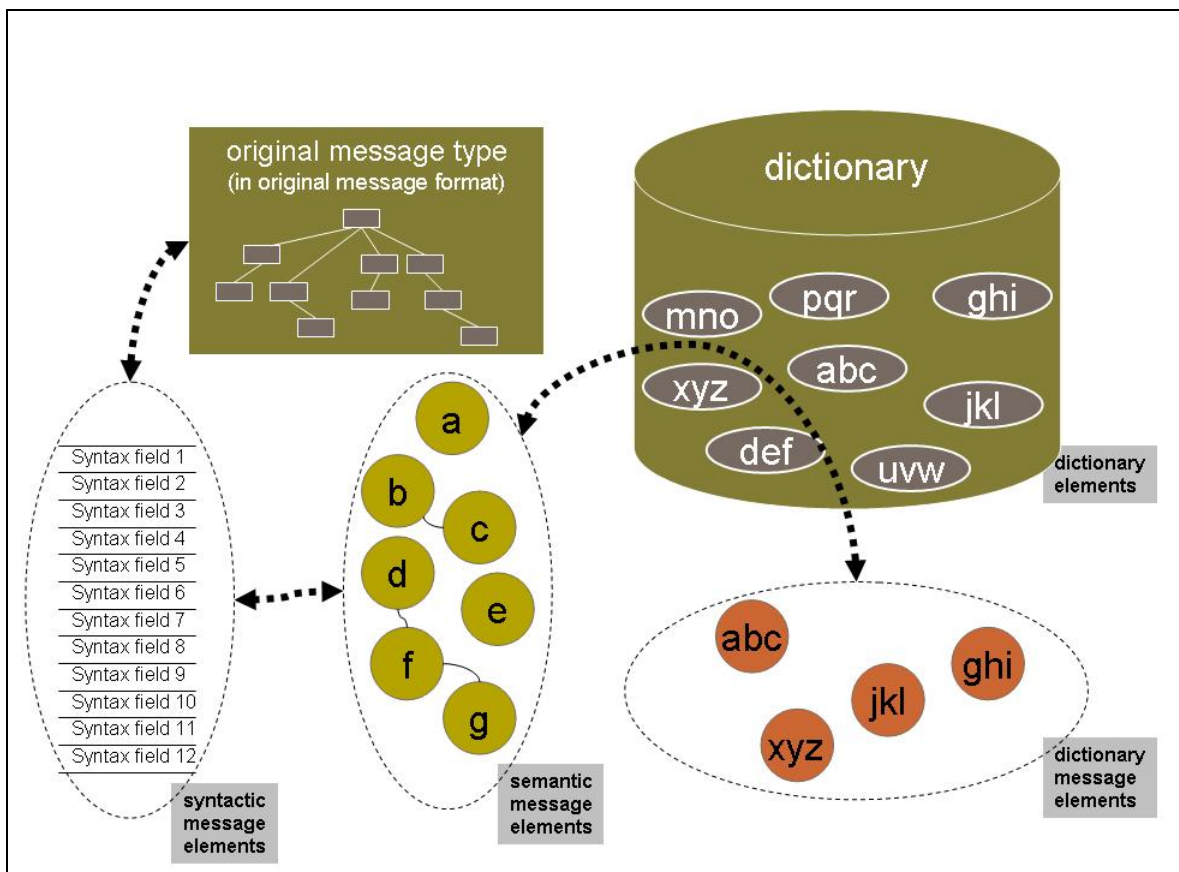 original message type
(in original message format)
dictionary
mno
pqr
ghi
xyz
abc
jkl
def
uvw
dictionary
elements
Syntax field 1
Syntax field 2
Syntax field 3
Syntax field 4
Syntax field 5
Syntax field 6
Syntax field 7
Syntax field 8
Syntax field 9
Syntax field 10
Syntax field 11
Syntax field 12
syntactic
message
elements
a
b
c
d
e
f
g
semantic
message
elements
abc
ghi
jkl
xyz
dictionary
message
elements